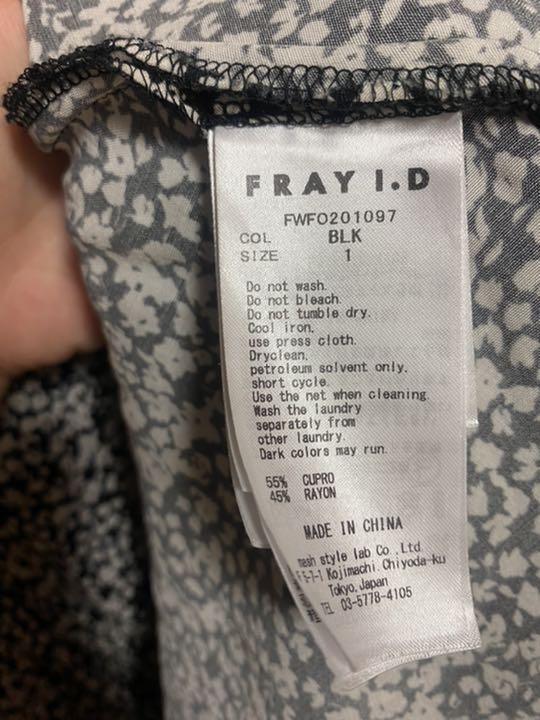 FRAY I.D
FWFO201097
COL BLK
SIZE 1
Do not wash.
Do not bleach.
Do not tumble dry.
Cool iron.
use press cloth.
Dryclean.
petroleum solvent only.
short cycle.
Use the net when cleaning.
Wash the laundry
separately from
other laundry.
Dark colors may run.
55% CUPRO
45% RAYON
MADE IN CHINA
mash style lab Co., Ltd.
5-7-1 Kojimachi Chiyoda-ku
Tokyo, Japan
TEL 03-5778-4105